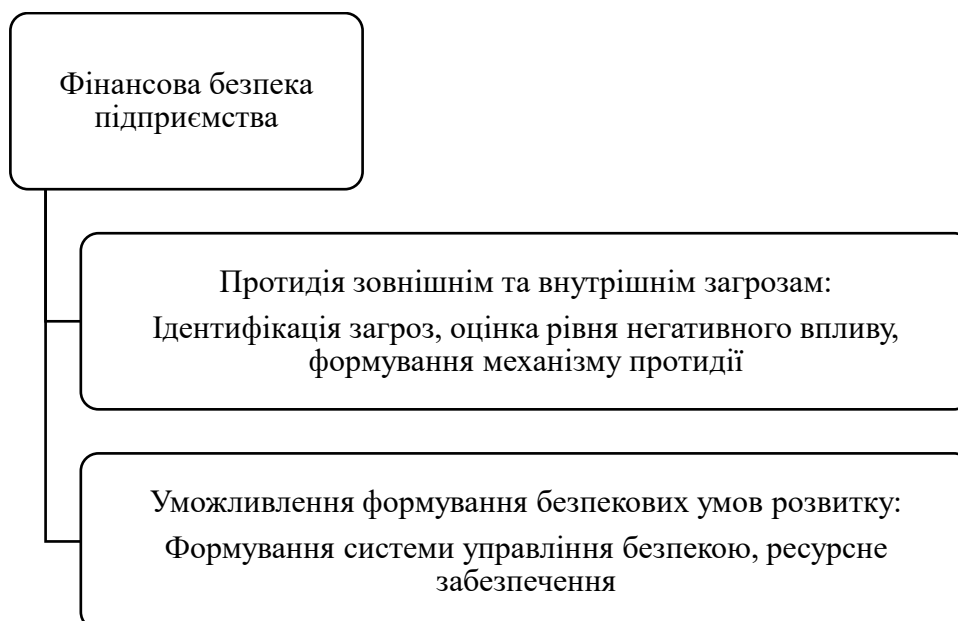 Фінансова безпека
підприємства
Протидія зовнішнім та внутрішнім загрозам:
Ідентифікація загроз, оцінка рівня негативного впливу,
формування механізму протидії
Уможливлення формування безпекових умов розвитку:
Формування системи управління безпекою, ресурсне
забезпечення